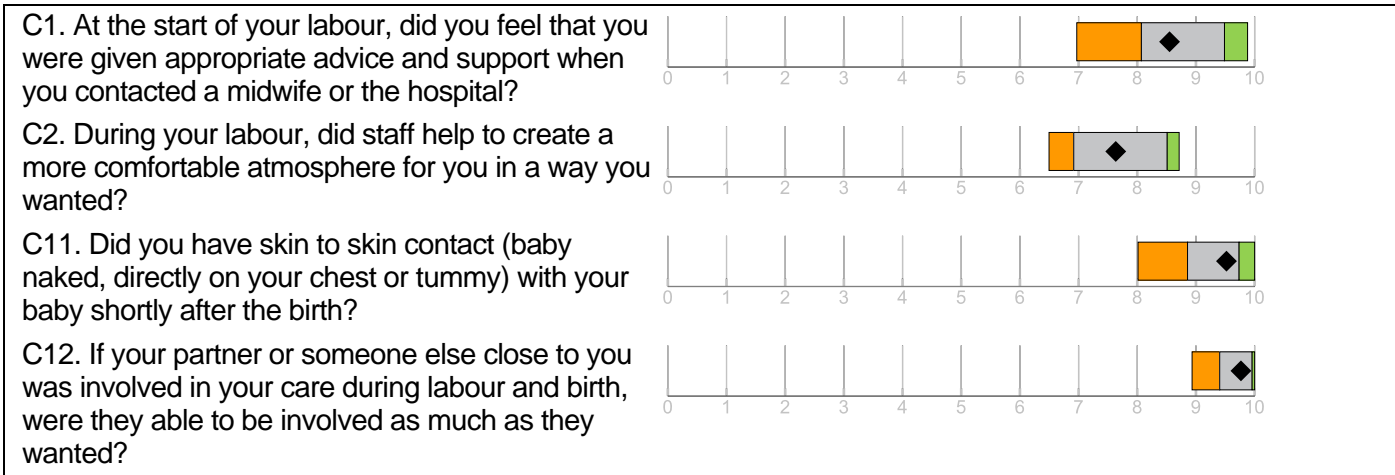 C1. At the start of your labour, did you feel that you
were given appropriate advice and support when
you contacted a midwife or the hospital?
0 1 2 3 4 5 6 7 8 9 10
C2. During your labour, did staff help to create a
more comfortable atmosphere for you in a way you
wanted?
0 1 2 3 4 5 6 7 8 9 10
C11. Did you have skin to skin contact (baby
naked, directly on your chest or tummy) with your
baby shortly after the birth?
0 1 2 3 4 5 6 7 8 9 10
C12. If your partner or someone else close to you
was involved in your care during labour and birth,
were they able to be involved as much as they
wanted?
0 1 2 3 4 5 6 7 8 9 10